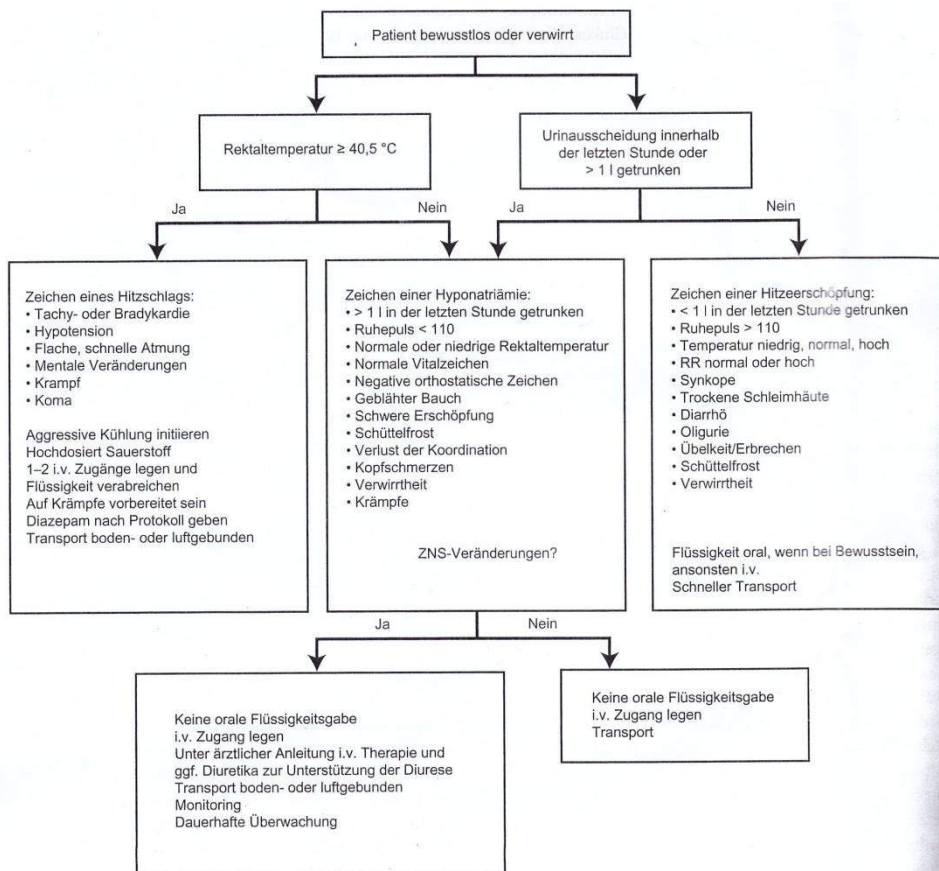 Patient bewusstlos oder verwirrt
Rektaltemperatur ≥ 40,5 °C
Urinausscheidung innerhalb
der letzten Stunde oder
> 1 l getrunken
Ja
Nein
Ja
Nein
Zeichen eines Hitzschlags:
• Tachy- oder Bradykardie
• Hypotension
• Flache, schnelle Atmung
• Mentale Veränderungen
• Krampf
• Koma
Aggressive Kühlung initiieren
Hochdosiert Sauerstoff
1–2 i.v. Zugänge legen und
Flüssigkeit verabreichen
Auf Krämpfe vorbereitet sein
Diazepam nach Protokoll geben
Transport boden- oder luftgebunden
Zeichen einer Hyponatriämie:
• > 1 l in der letzten Stunde getrunken
• Ruhepuls < 110
• Normale oder niedrige Rektaltemperatur
• Normale Vitalzeichen
• Negative orthostatische Zeichen
• Geblähter Bauch
• Schwere Erschöpfung
• Schüttelfrost
• Verlust der Koordination
• Kopfschmerzen
• Verwirrtheit
• Krämpfe
ZNS-Veränderungen?
Zeichen einer Hitzeerschöpfung:
• < 1 l in der letzten Stunde getrunken
• Ruhepuls > 110
• Temperatur niedrig, normal, hoch
• RR normal oder hoch
• Synkope
• Trockene Schleimhäute
• Diarrhö
• Oligurie
• Übelkeit/Erbrechen
• Schüttelfrost
• Verwirrtheit
Flüssigkeit oral, wenn bei Bewusstsein,
ansonsten i.v.
Schneller Transport
Ja
Nein
Keine orale Flüssigkeitsgabe
i.v. Zugang legen
Unter ärztlicher Anleitung i.v. Therapie und
ggf. Diuretika zur Unterstützung der Diurese
Transport boden- oder luftgebunden
Monitoring
Dauerhafte Überwachung
Keine orale Flüssigkeitsgabe
i.v. Zugang legen
Transport